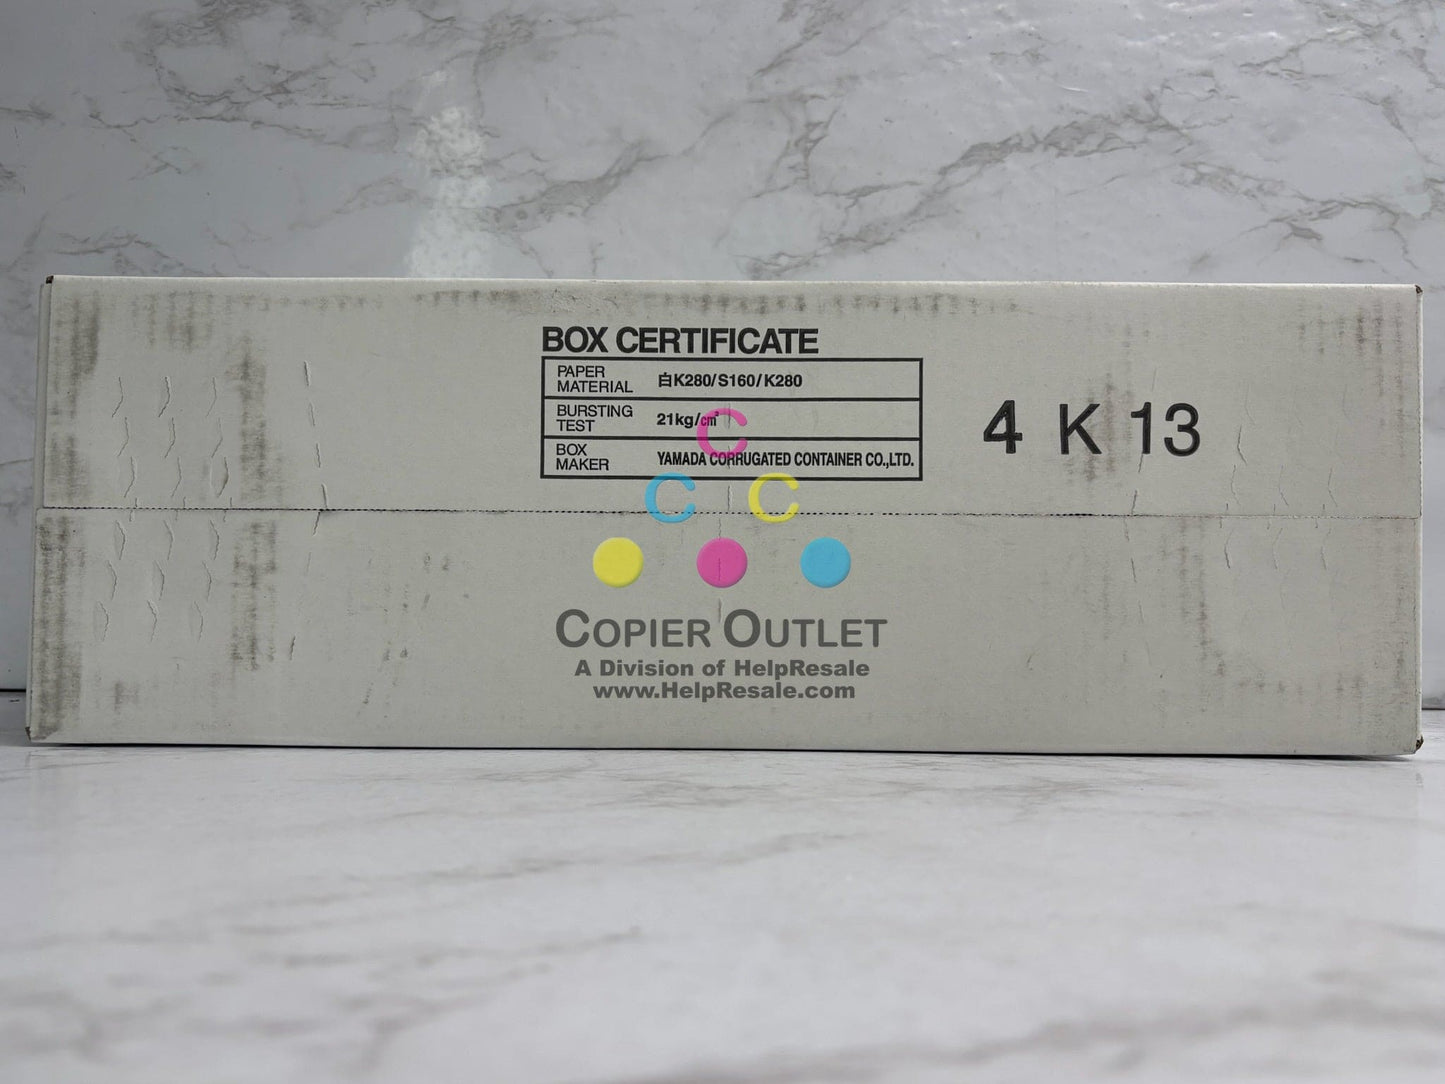 BOX CERTIFICATE
PAPER MATERIAL 白K280/S160/K280
BURSTING TEST 21kg/cm²
BOX MAKER YAMADA CORRUGATED CONTAINER CO.,LTD.
4 K 13
C
C C
COPIER OUTLET
A Division of HelpResale
www.HelpResale.com